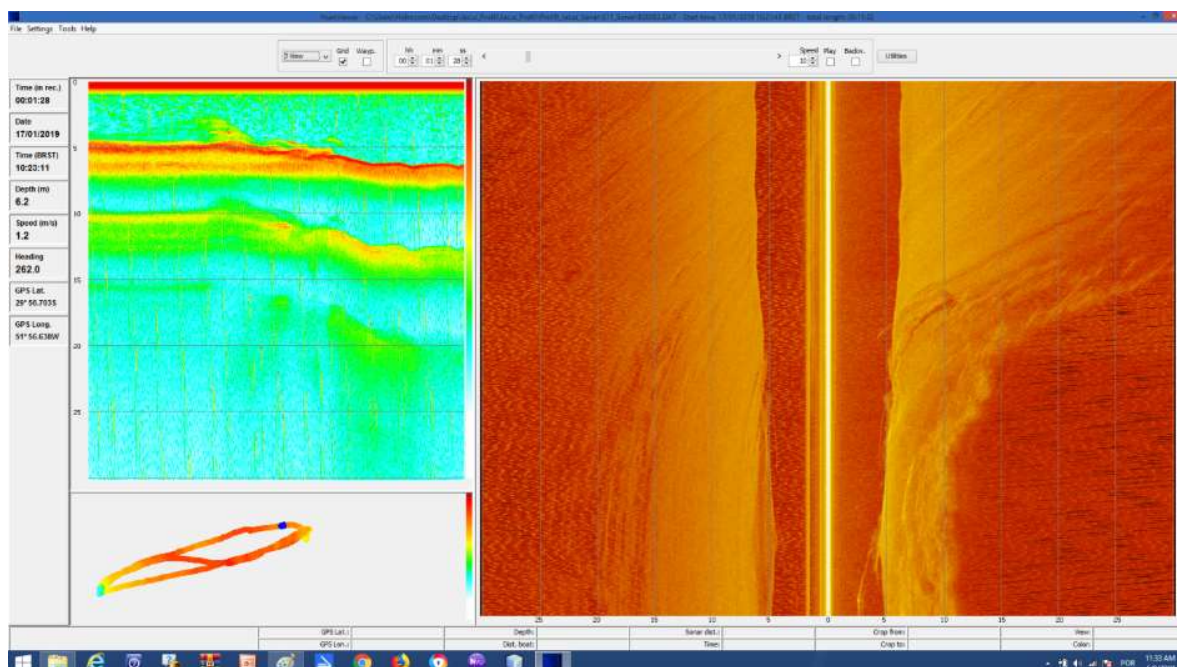 File Settings Tools Help
Grid Wayp. hh mm ss Speed Play Backw.
00 01 28 < > 10 Utilities
Time (in rec.)
00:01:28
Date
17/01/2019
Time (BRST)
10:23:11
Depth (m)
6.2
Speed (m/s)
1.2
Heading
262.0
GPS Lat.
29° 56.703S
GPS Long.
51° 56.638W
0
5
10
15
20
25
25 20 15 10 5 0 5 10 15 20 25
GPS Lat.: Depth: Sonar dist.: Crop from: View:
GPS Lon.: Dist. boat: Time: Crop to: Color:
POR 11:33 AM